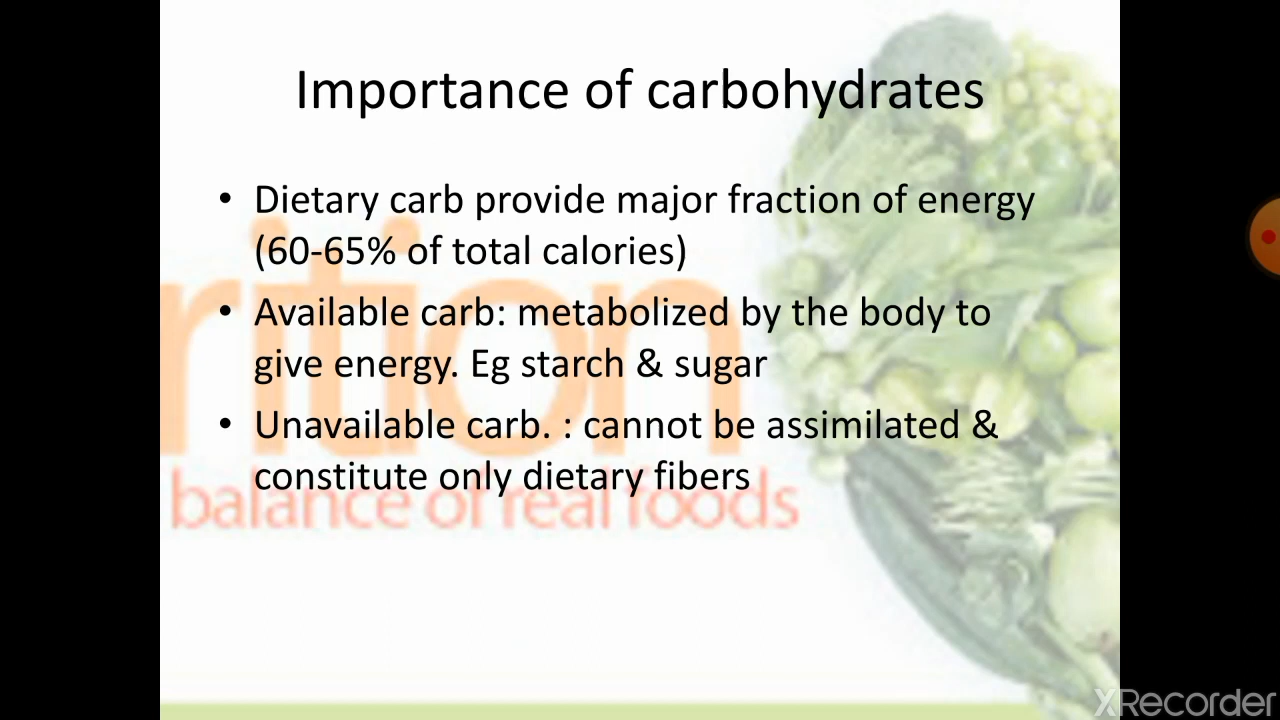 Importance of carbohydrates
• Dietary carb provide major fraction of energy
(60-65% of total calories)
• Available carb: metabolized by the body to
give energy. Eg starch & sugar
• Unavailable carb. : cannot be assimilated &
constitute only dietary fibers
rition
balance of real foods
XRecorder